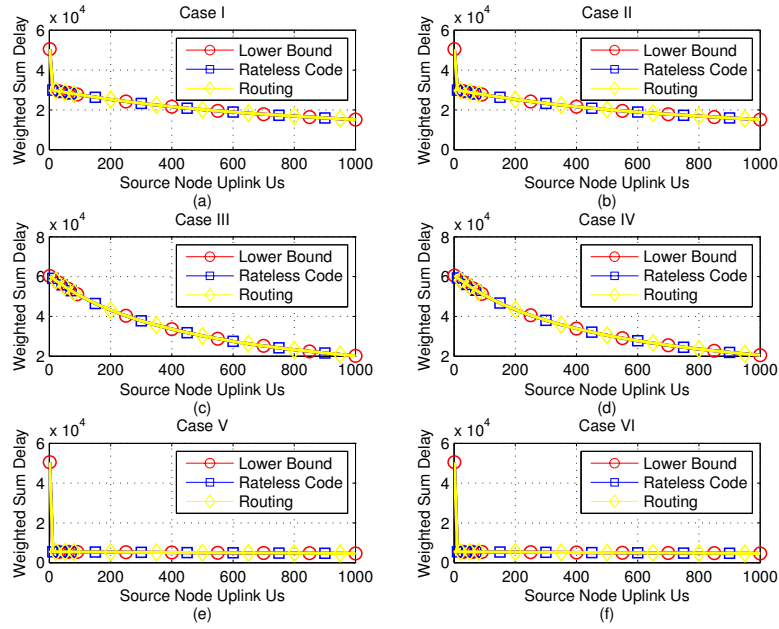 Case I
x 10^4
Weighted Sum Delay
6
4
2
0
Lower Bound
Rateless Code
Routing
0 200 400 600 800 1000
Source Node Uplink Us
(a)
Case II
x 10^4
Weighted Sum Delay
6
4
2
0
Lower Bound
Rateless Code
Routing
0 200 400 600 800 1000
Source Node Uplink Us
(b)
Case III
x 10^4
Weighted Sum Delay
8
6
4
2
Lower Bound
Rateless Code
Routing
0 200 400 600 800 1000
Source Node Uplink Us
(c)
Case IV
x 10^4
Weighted Sum Delay
8
6
4
2
Lower Bound
Rateless Code
Routing
0 200 400 600 800 1000
Source Node Uplink Us
(d)
Case V
x 10^4
Weighted Sum Delay
6
4
2
0
Lower Bound
Rateless Code
Routing
0 200 400 600 800 1000
Source Node Uplink Us
(e)
Case VI
x 10^4
Weighted Sum Delay
6
4
2
0
Lower Bound
Rateless Code
Routing
0 200 400 600 800 1000
Source Node Uplink Us
(f)